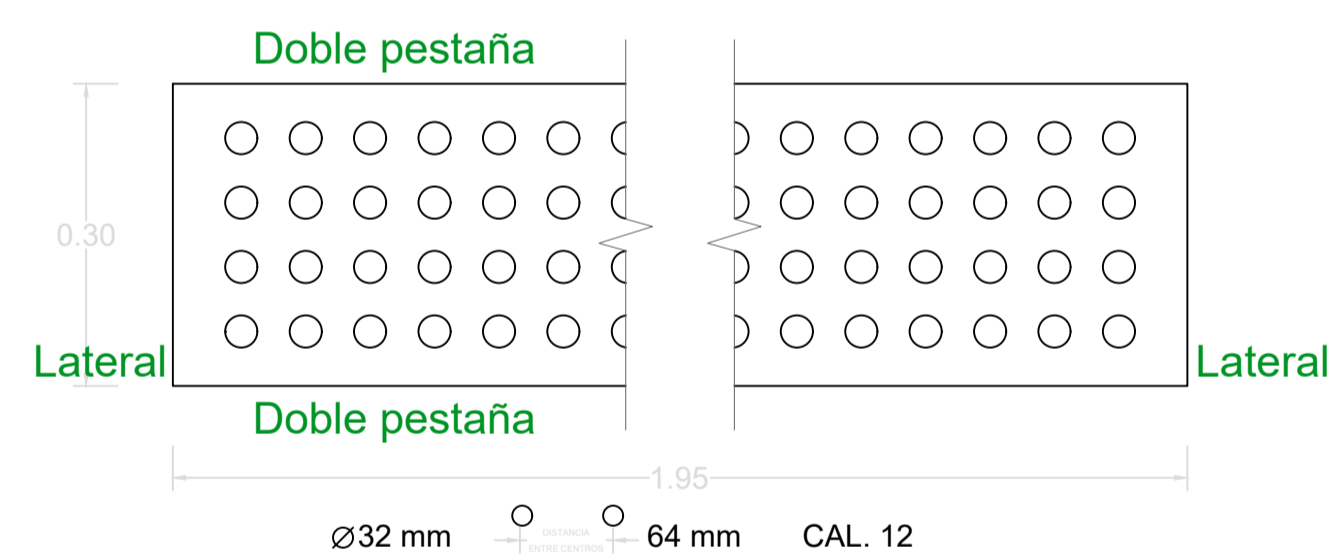 Doble pestaña
0.30
Lateral
Lateral
Doble pestaña
1.95
⌀32 mm DISTANCIA ENTRE CENTROS 64 mm CAL. 12